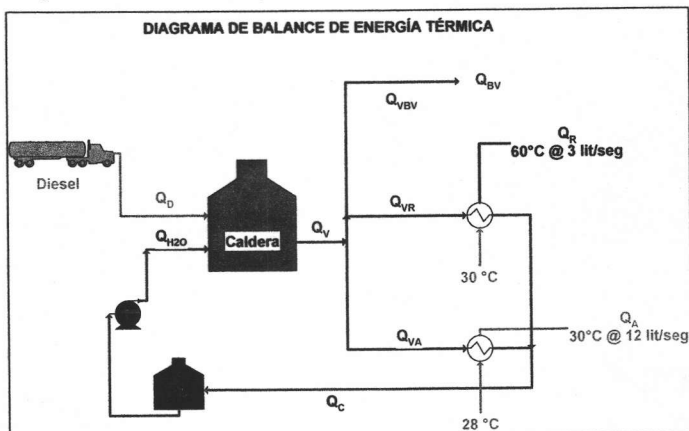 DIAGRAMA DE BALANCE DE ENERGÍA TÉRMICA
Q_BV
Q_VBV
Q_R
60°C @ 3 lit/seg
Diesel
Q_D
Q_VR
Q_H2O
Caldera
Q_V
30 °C
Q_A
30°C @ 12 lit/seg
Q_VA
Q_C
28 °C